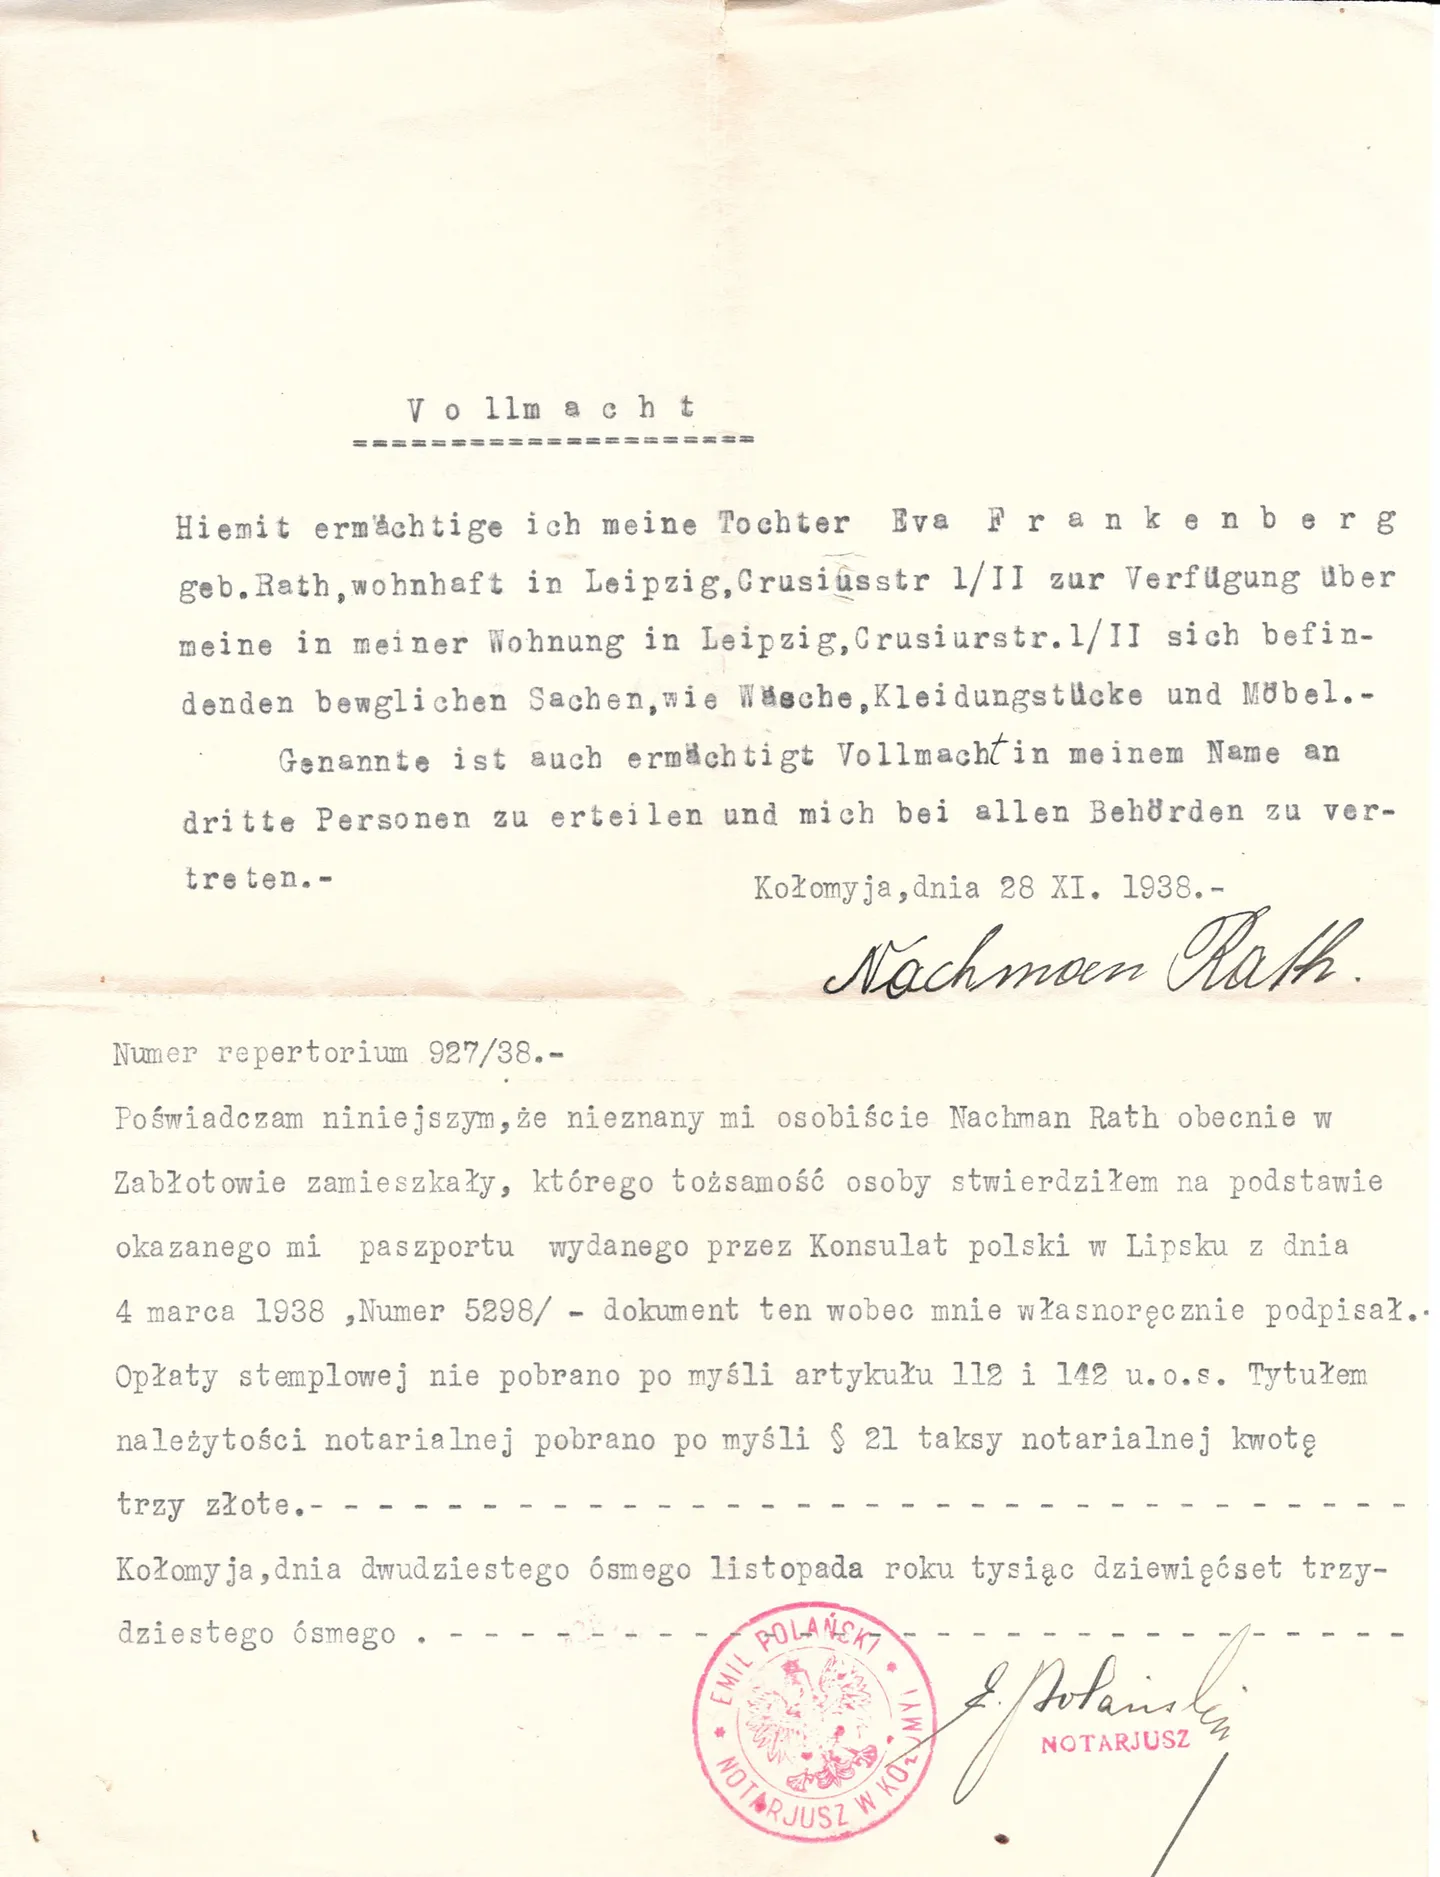 V o llm a c h t
=====================
Hiemit ermächtige ich meine Tochter Eva F r a n k e n b e r g
geb.Rath,wohnhaft in Leipzig,Crusiusstr 1/II zur Verfügung über
meine in meiner Wohnung in Leipzig,Crusiurstr.1/II sich befin-
denden bewglichen Sachen,wie Wäsche,Kleidungstücke und Möbel.-
Genannte ist auch ermächtigt Vollmacht in meinem Name an
dritte Personen zu erteilen und mich bei allen Behörden zu ver-
treten.-
Kołomyja,dnia 28 XI. 1938.-
Nachman Rath.
Numer repertorium 927/38.-
Poświadczam niniejszym,że nieznany mi osobiście Nachman Rath obecnie w
Zabłotowie zamieszkały, którego tożsamość osoby stwierdziłem na podstawie
okazanego mi paszportu wydanego przez Konsulat polski w Lipsku z dnia
4 marca 1938 ,Numer 5298/ - dokument ten wobec mnie własnoręcznie podpisał.-
Opłaty stemplowej nie pobrano po myśli artykułu 112 i 142 u.o.s. Tytułem
należytości notarialnej pobrano po myśli § 21 taksy notarialnej kwotę
trzy złote.- - - - - - - - - - - - - - - - - - - - - - - - - - - - - - - -
Kołomyja,dnia dwudziestego ósmego listopada roku tysiąc dziewięćset trzy-
dziestego ósmego . - - - - - - - - - - - - - - - - - - - - - - - - - - - -
* EMIL POLAŃSKI *
NOTARJUSZ W KOŁOMYI
E. Polański
NOTARJUSZ